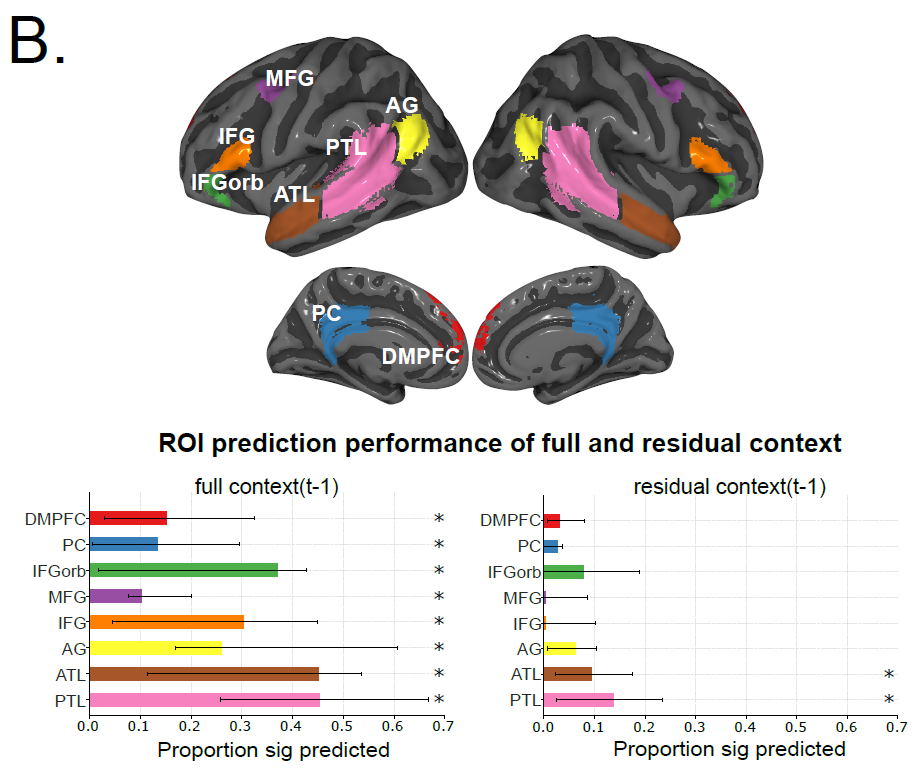 B.
MFG
AG
IFG
PTL
IFGorb
ATL
PC
DMPFC
ROI prediction performance of full and residual context
full context(t-1)
DMPFC *
PC *
IFGorb *
MFG *
IFG *
AG *
ATL *
PTL *
0.0 0.1 0.2 0.3 0.4 0.5 0.6 0.7
Proportion sig predicted
residual context(t-1)
DMPFC
PC
IFGorb
MFG
IFG
AG
ATL *
PTL *
0.0 0.1 0.2 0.3 0.4 0.5 0.6 0.7
Proportion sig predicted